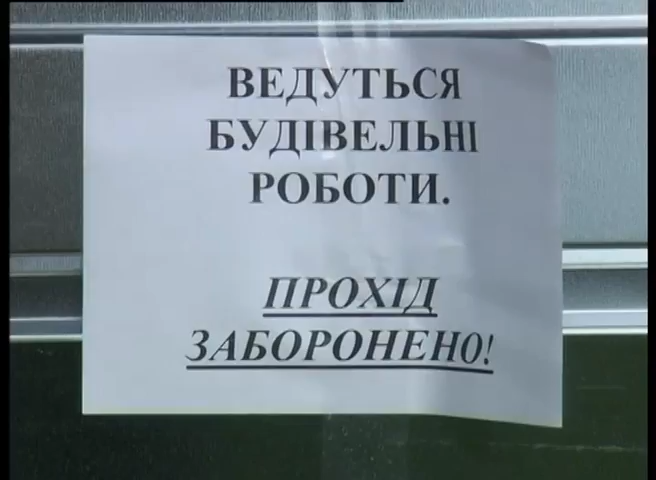 ВЕДУТЬСЯ
БУДІВЕЛЬНІ
РОБОТИ.
ПРОХІД
ЗАБОРОНЕНО!